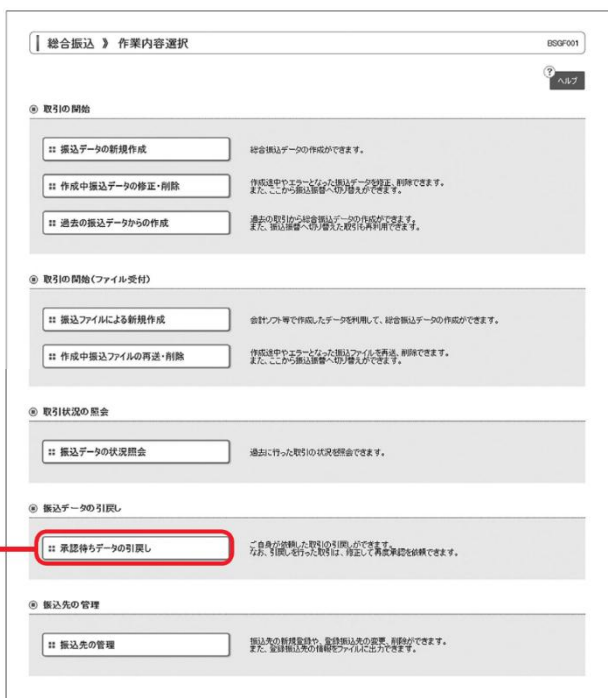 総合振込 》 作業内容選択
BSGF001
?
ヘルプ
取引の開始
振込データの新規作成
総合振込データの作成ができます。
作成中振込データの修正・削除
作成途中やエラーとなった振込データを修正、削除できます。
また、ここから振込振替へ切り替えができます。
過去の振込データからの作成
過去の取引から総合振込データの作成ができます。
また、振込振替へ切り替えた取引も再利用できます。
取引の開始(ファイル受付)
振込ファイルによる新規作成
会計ソフト等で作成したデータを利用して、総合振込データの作成ができます。
作成中振込ファイルの再送・削除
作成途中やエラーとなった振込ファイルを再送、削除できます。
また、ここから振込振替へ切り替えができます。
取引状況の照会
振込データの状況照会
過去に行った取引の状況を照会できます。
振込データの引戻し
承認待ちデータの引戻し
ご自身が依頼した取引の引戻しができます。
なお、引戻しを行った取引は、修正して再度承認を依頼できます。
振込先の管理
振込先の管理
振込先の新規登録や、登録振込先の変更、削除ができます。
また、登録振込先の情報をファイルに出力できます。